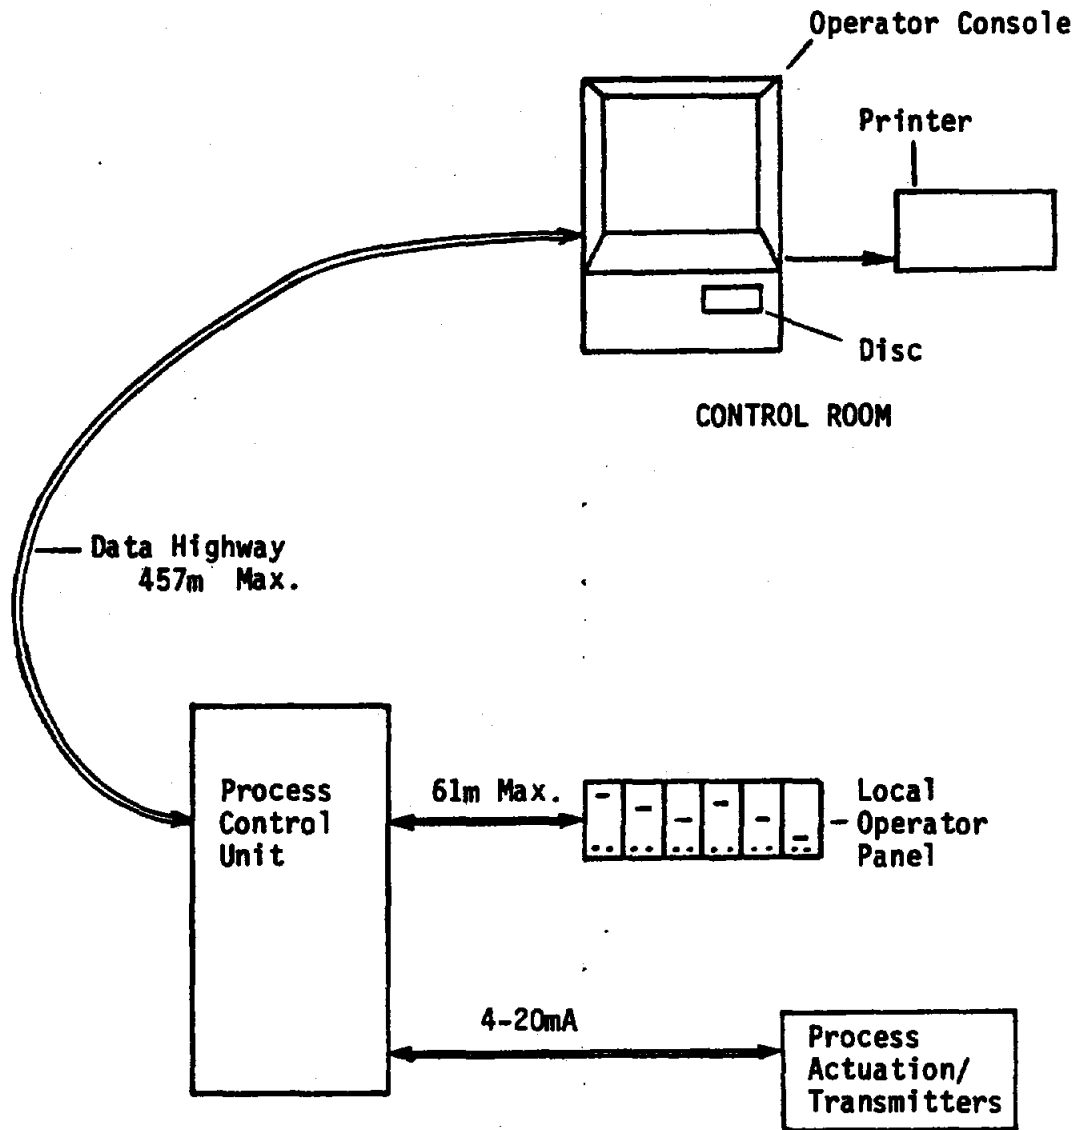 Operator Console
Printer
Disc
CONTROL ROOM
Data Highway
457m Max.
Process
Control
Unit
61m Max.
Local
Operator
Panel
4-20mA
Process
Actuation/
Transmitters